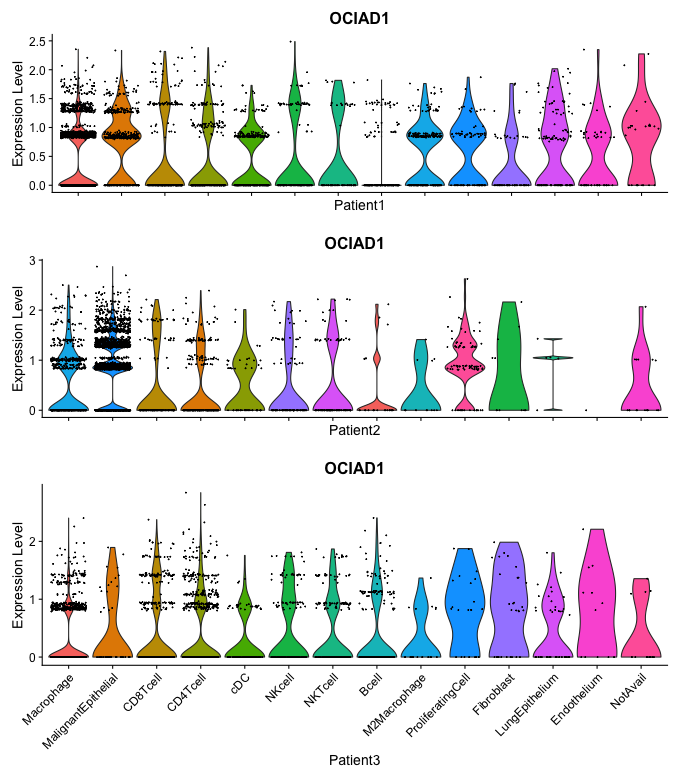 OCIAD1
Expression Level
2.5
2.0
1.5
1.0
0.5
0.0
Patient1
OCIAD1
Expression Level
3
2
1
0
Patient2
OCIAD1
Expression Level
2
1
0
Macrophage
MalignantEpithelial
CD8Tcell
CD4Tcell
cDC
NKcell
NKTcell
Bcell
M2Macrophage
ProliferatingCell
Fibroblast
LungEpithelium
Endothelium
NotAvail
Patient3